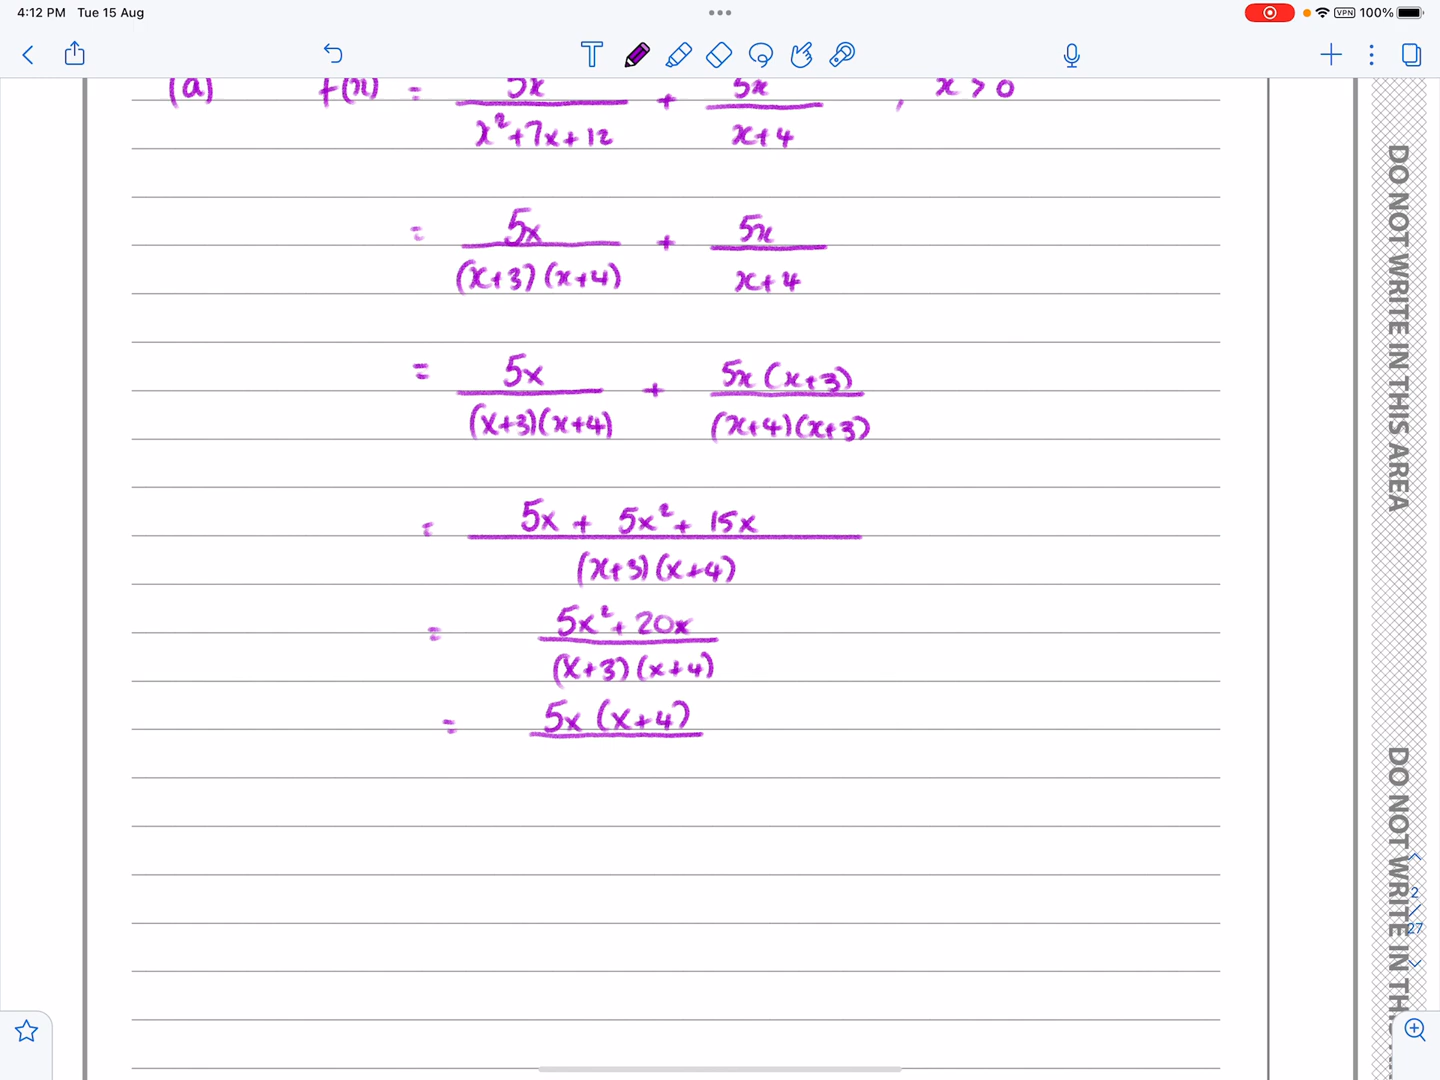 4:12 PM Tue 15 Aug
VPN 100%
(a) f(x) = 5x / x²+7x+12 + 5x / x+4 , x > 0
= 5x / (x+3)(x+4) + 5x / x+4
= 5x / (x+3)(x+4) + 5x(x+3) / (x+4)(x+3)
= 5x + 5x² + 15x / (x+3)(x+4)
= 5x² + 20x / (x+3)(x+4)
= 5x(x+4)
DO NOT WRITE IN THIS AREA
DO NOT WRITE IN TH
2
27